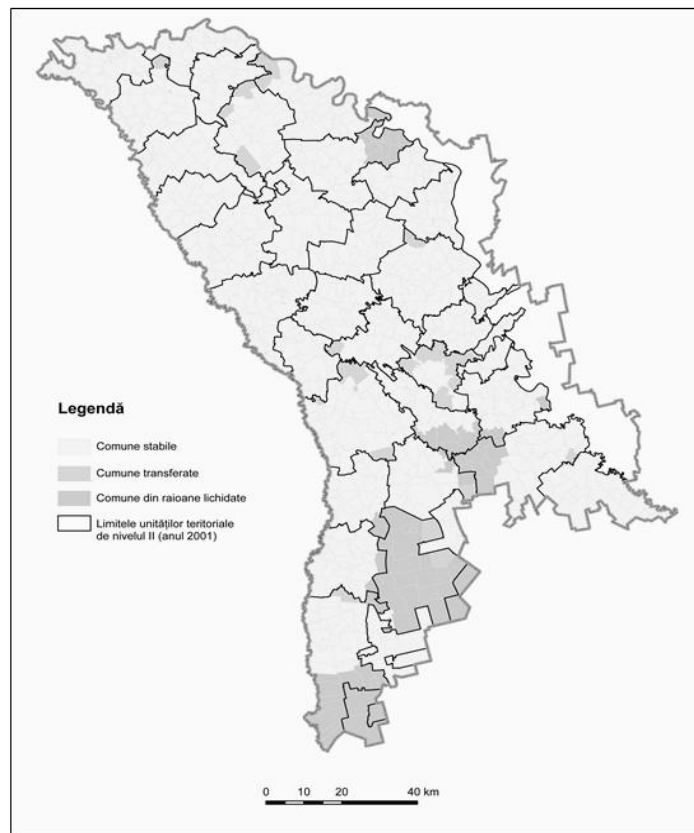 Legendă
Comune stabile
Cumune transferate
Comune din raioane lichidate
Limitele unităților teritoriale
de nivelul II (anul 2001)
0 10 20 40 km